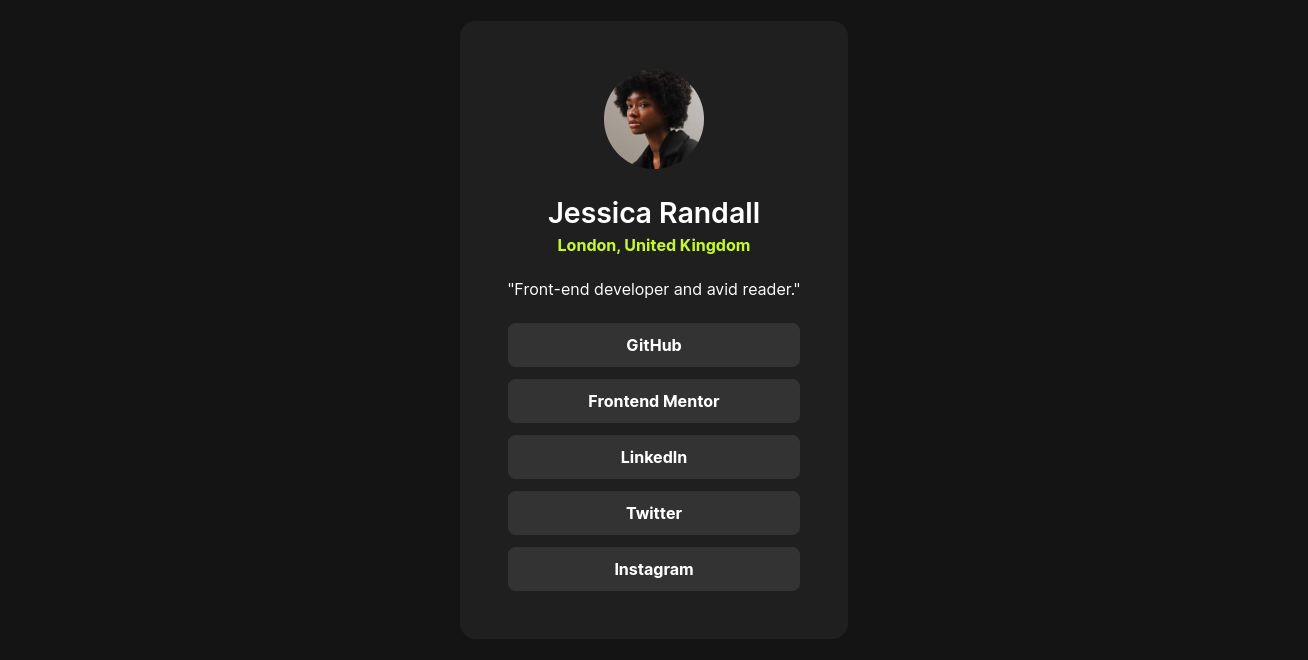 Jessica Randall
London, United Kingdom
"Front-end developer and avid reader."
GitHub
Frontend Mentor
LinkedIn
Twitter
Instagram